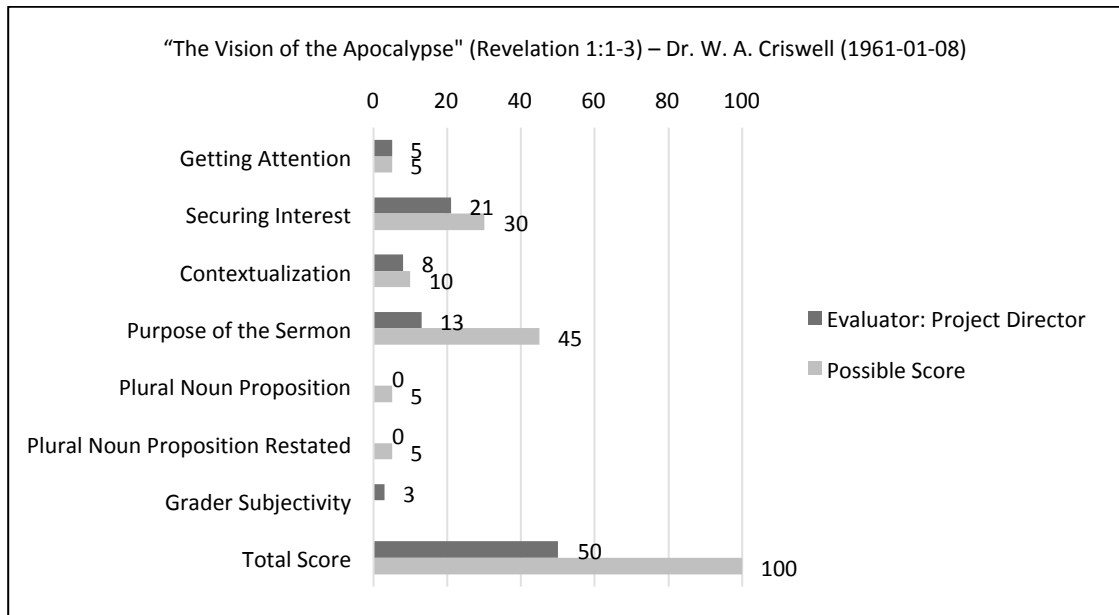 “The Vision of the Apocalypse" (Revelation 1:1-3) – Dr. W. A. Criswell (1961-01-08)
0 20 40 60 80 100
Getting Attention
5
5
Securing Interest
21
30
Contextualization
8
10
Purpose of the Sermon
13
45
Plural Noun Proposition
0
5
Plural Noun Proposition Restated
0
5
Grader Subjectivity
3
Total Score
50
100
Evaluator: Project Director
Possible Score